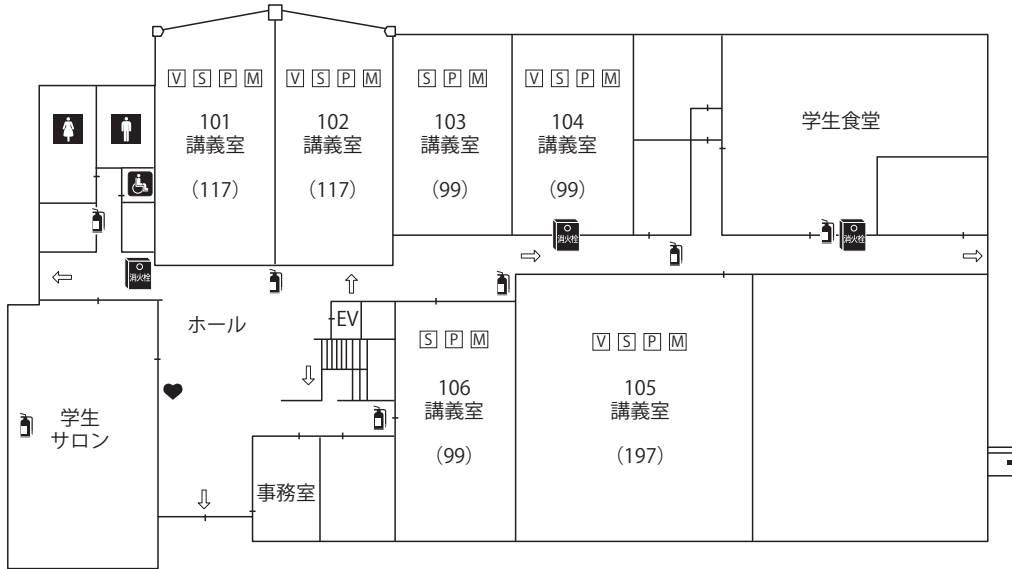 V S P M
101
講義室
（117）
V S P M
102
講義室
（117）
S P M
103
講義室
（99）
V S P M
104
講義室
（99）
学生食堂
消火栓
消火栓
消火栓
ホール
EV
S P M
106
講義室
（99）
V S P M
105
講義室
（197）
学生
サロン
事務室